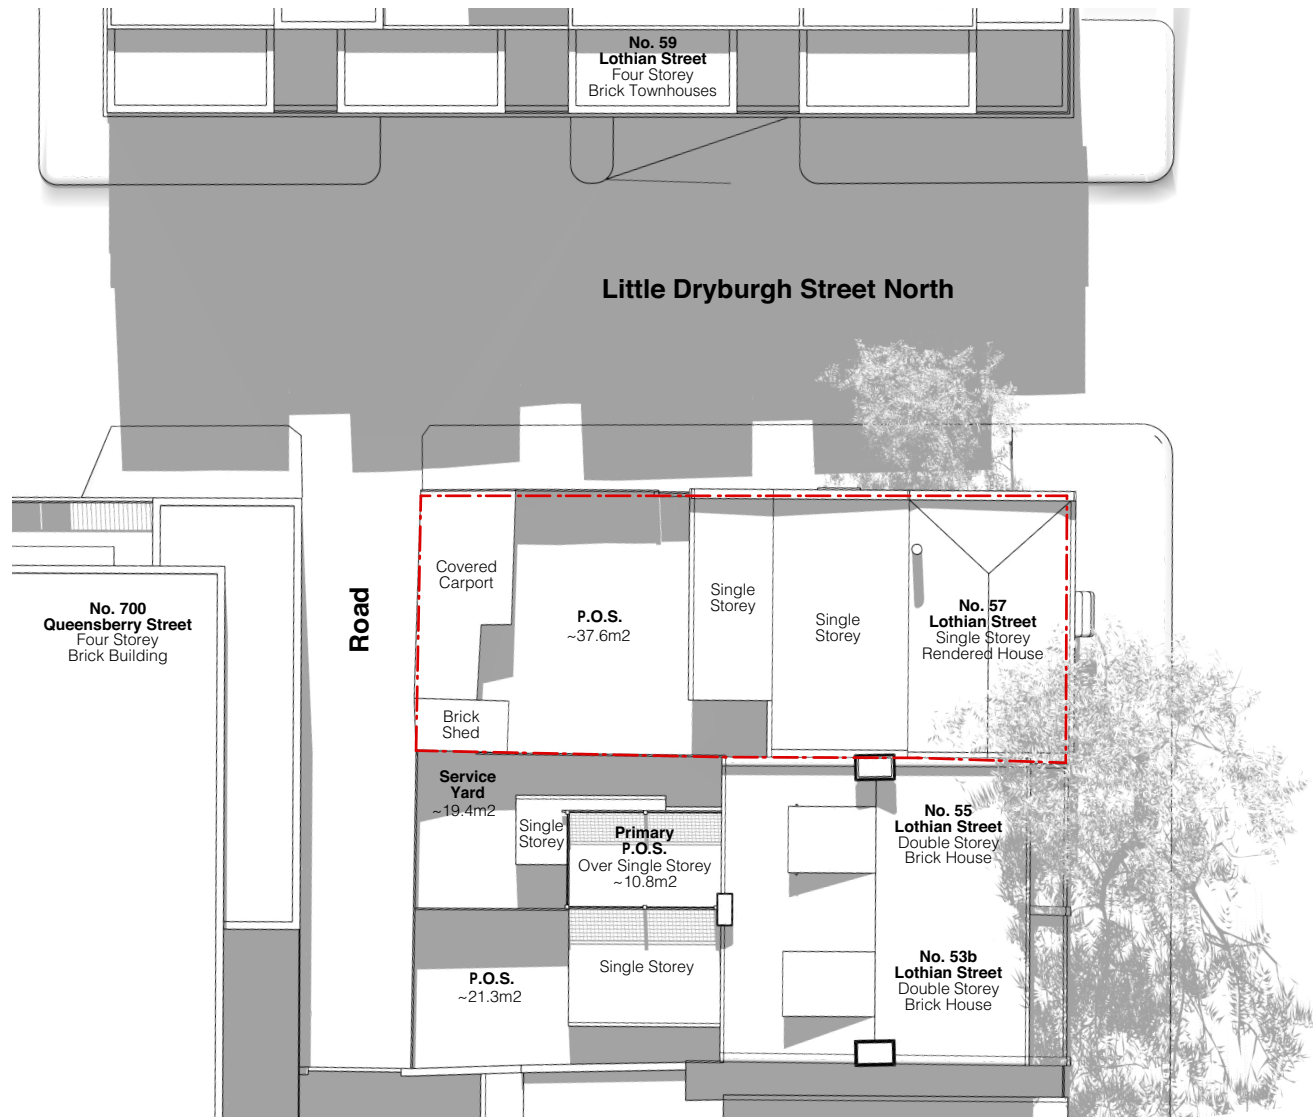 No. 59
Lothian Street
Four Storey
Brick Townhouses
Little Dryburgh Street North
Covered
Carport
Road
No. 700
Queensberry Street
Four Storey
Brick Building
P.O.S.
~37.6m2
Single
Storey
Single
Storey
No. 57
Lothian Street
Single Storey
Rendered House
Brick
Shed
Service
Yard
~19.4m2
Single
Storey
Primary
P.O.S.
Over Single Storey
~10.8m2
No. 55
Lothian Street
Double Storey
Brick House
P.O.S.
~21.3m2
Single Storey
No. 53b
Lothian Street
Double Storey
Brick House